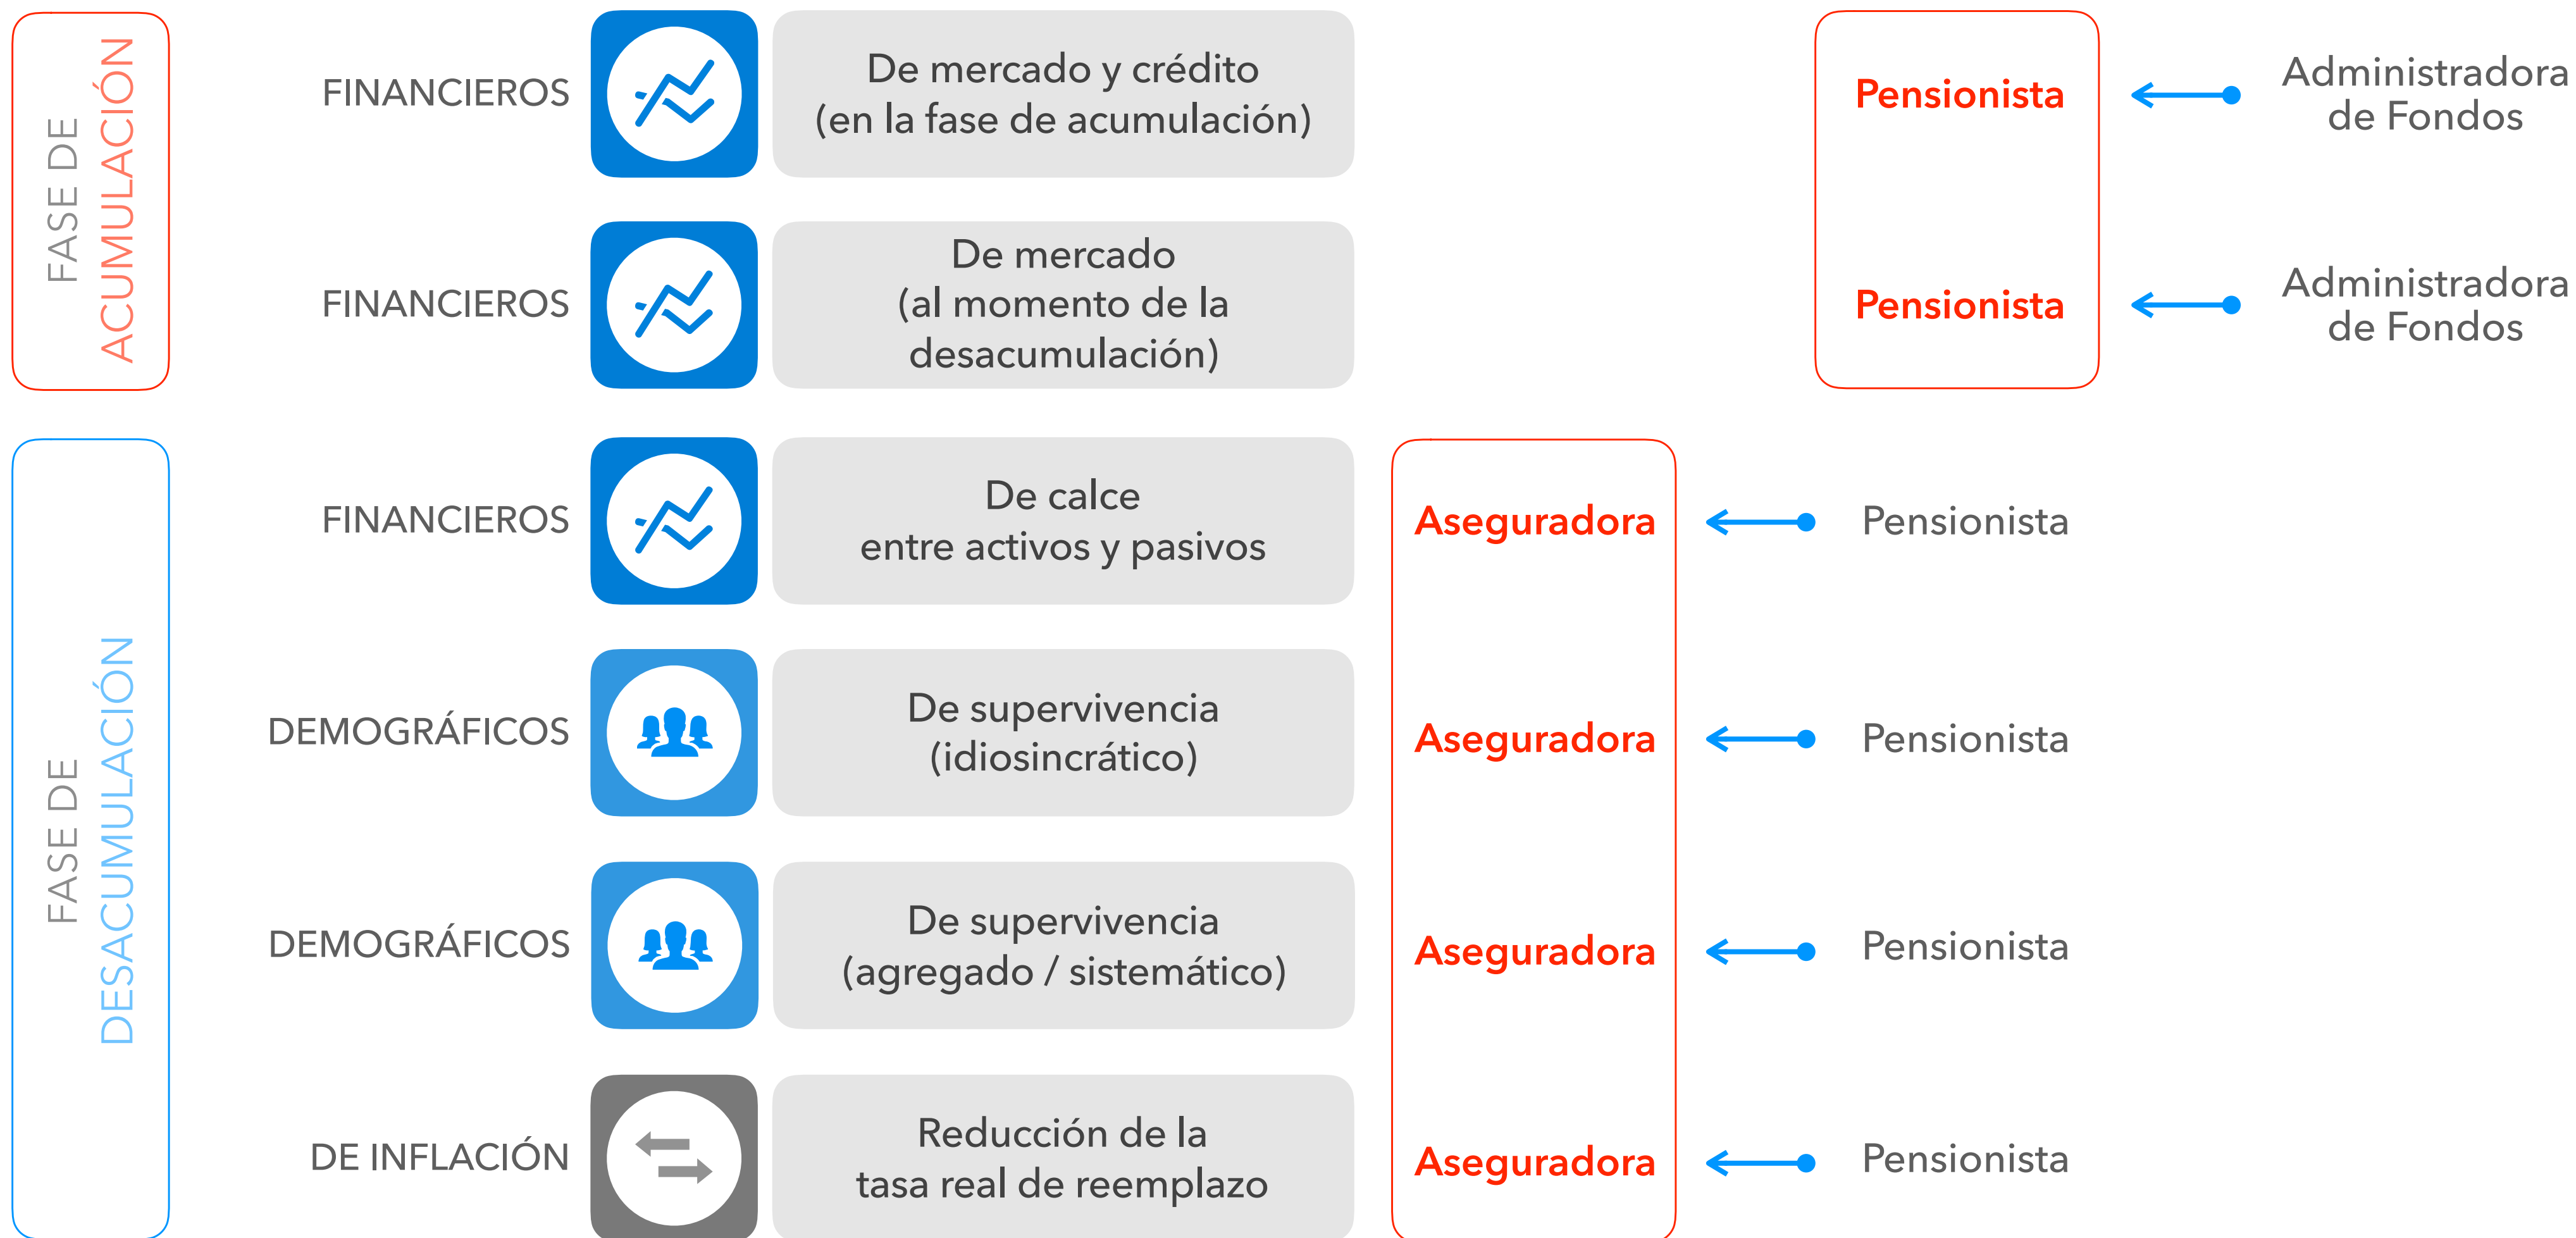 FASE DE
ACUMULACIÓN
FINANCIEROS
De mercado y crédito
(en la fase de acumulación)
Pensionista
Administradora
de Fondos
FINANCIEROS
De mercado
(al momento de la
desacumulación)
Pensionista
Administradora
de Fondos
FASE DE
DESACUMULACIÓN
FINANCIEROS
De calce
entre activos y pasivos
Aseguradora
Pensionista
DEMOGRÁFICOS
De supervivencia
(idiosincrático)
Aseguradora
Pensionista
DEMOGRÁFICOS
De supervivencia
(agregado / sistemático)
Aseguradora
Pensionista
DE INFLACIÓN
Reducción de la
tasa real de reemplazo
Aseguradora
Pensionista